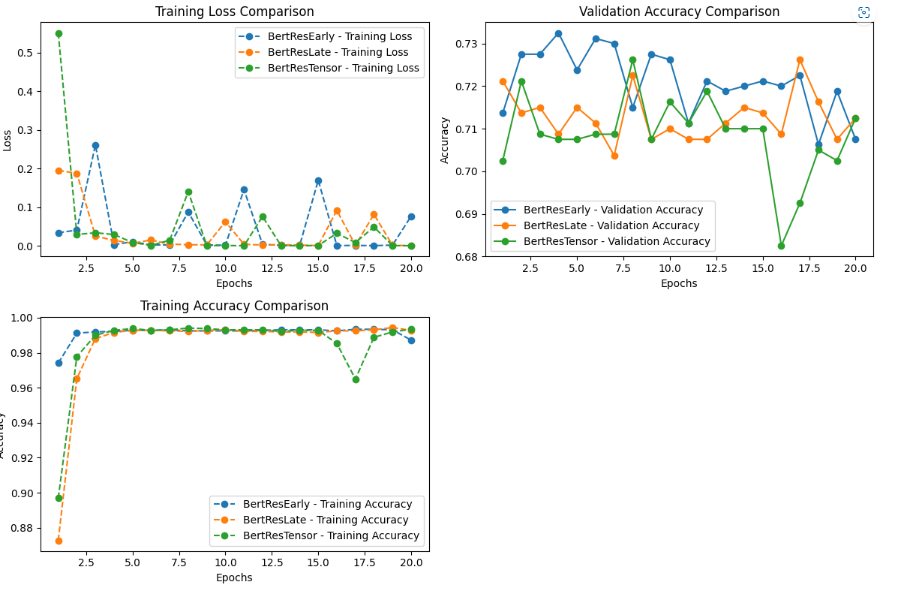 Training Loss Comparison
BertResEarly - Training Loss
BertResLate - Training Loss
BertResTensor - Training Loss
Loss
0.5
0.4
0.3
0.2
0.1
0.0
2.5 5.0 7.5 10.0 12.5 15.0 17.5 20.0
Epochs
Validation Accuracy Comparison
Accuracy
0.73
0.72
0.71
0.70
0.69
0.68
BertResEarly - Validation Accuracy
BertResLate - Validation Accuracy
BertResTensor - Validation Accuracy
2.5 5.0 7.5 10.0 12.5 15.0 17.5 20.0
Epochs
Training Accuracy Comparison
Accuracy
1.00
0.98
0.96
0.94
0.92
0.90
0.88
BertResEarly - Training Accuracy
BertResLate - Training Accuracy
BertResTensor - Training Accuracy
2.5 5.0 7.5 10.0 12.5 15.0 17.5 20.0
Epochs